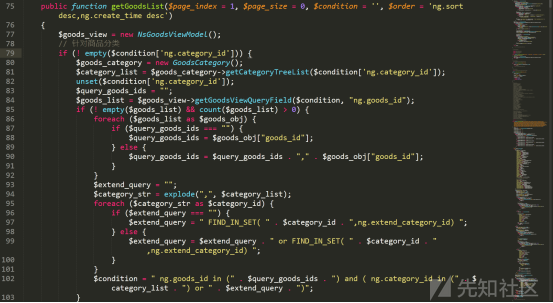 75 public function getGoodsList($page_index = 1, $page_size = 0, $condition = '', $order = 'ng.sort
desc,ng.create_time desc')
76 {
77 $goods_view = new NsGoodsViewModel();
78 // 针对商品分类
79 if (! empty($condition['ng.category_id'])) {
80 $goods_category = new GoodsCategory();
81 $category_list = $goods_category->getCategoryTreeList($condition['ng.category_id']);
82 unset($condition['ng.category_id']);
83 $query_goods_ids = "";
84 $goods_list = $goods_view->getGoodsViewQueryField($condition, "ng.goods_id");
85 if (! empty($goods_list) && count($goods_list) > 0) {
86 foreach ($goods_list as $goods_obj) {
87 if ($query_goods_ids === "") {
88 $query_goods_ids = $goods_obj["goods_id"];
89 } else {
90 $query_goods_ids = $query_goods_ids . "," . $goods_obj["goods_id"];
91 }
92 }
93 $extend_query = "";
94 $category_str = explode(",", $category_list);
95 foreach ($category_str as $category_id) {
96 if ($extend_query === "") {
97 $extend_query = " FIND_IN_SET( " . $category_id . ",ng.extend_category_id) ";
98 } else {
99 $extend_query = $extend_query . " or FIND_IN_SET( " . $category_id . "
,ng.extend_category_id) ";
100 }
101 }
102 $condition = " ng.goods_id in (" . $query_goods_ids . ") and ( ng.category_id in (" .
category_list . ") or " . $extend_query . ")";
103 }
先知社区